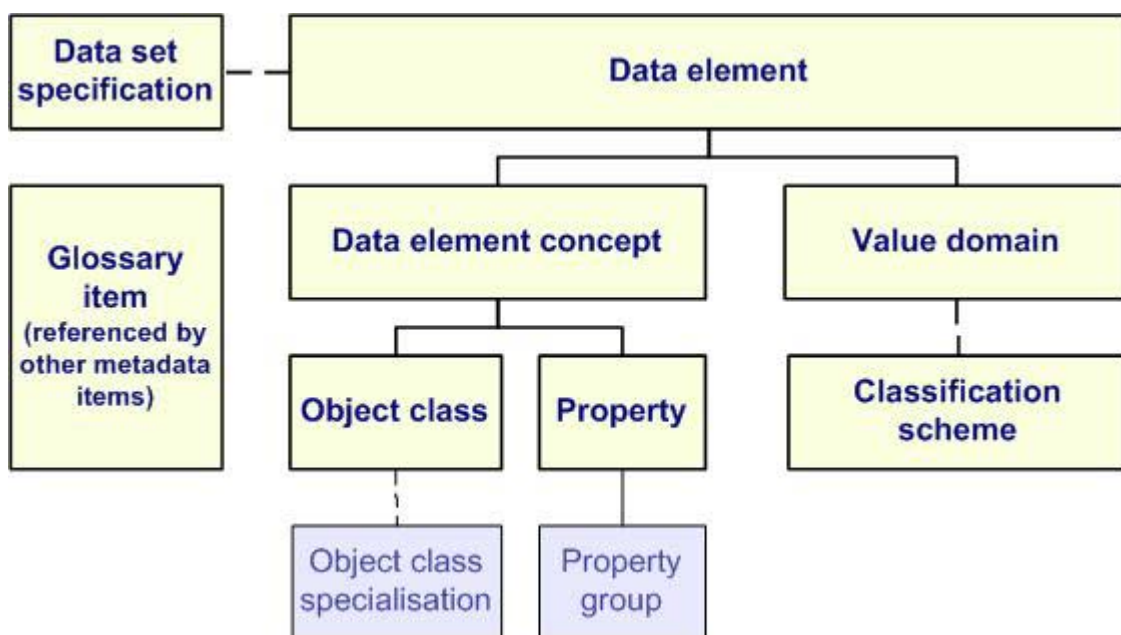 Data set
specification
Data element
Glossary
item
(referenced by
other metadata
items)
Data element concept
Value domain
Object class
Property
Classification
scheme
Object class
specialisation
Property
group